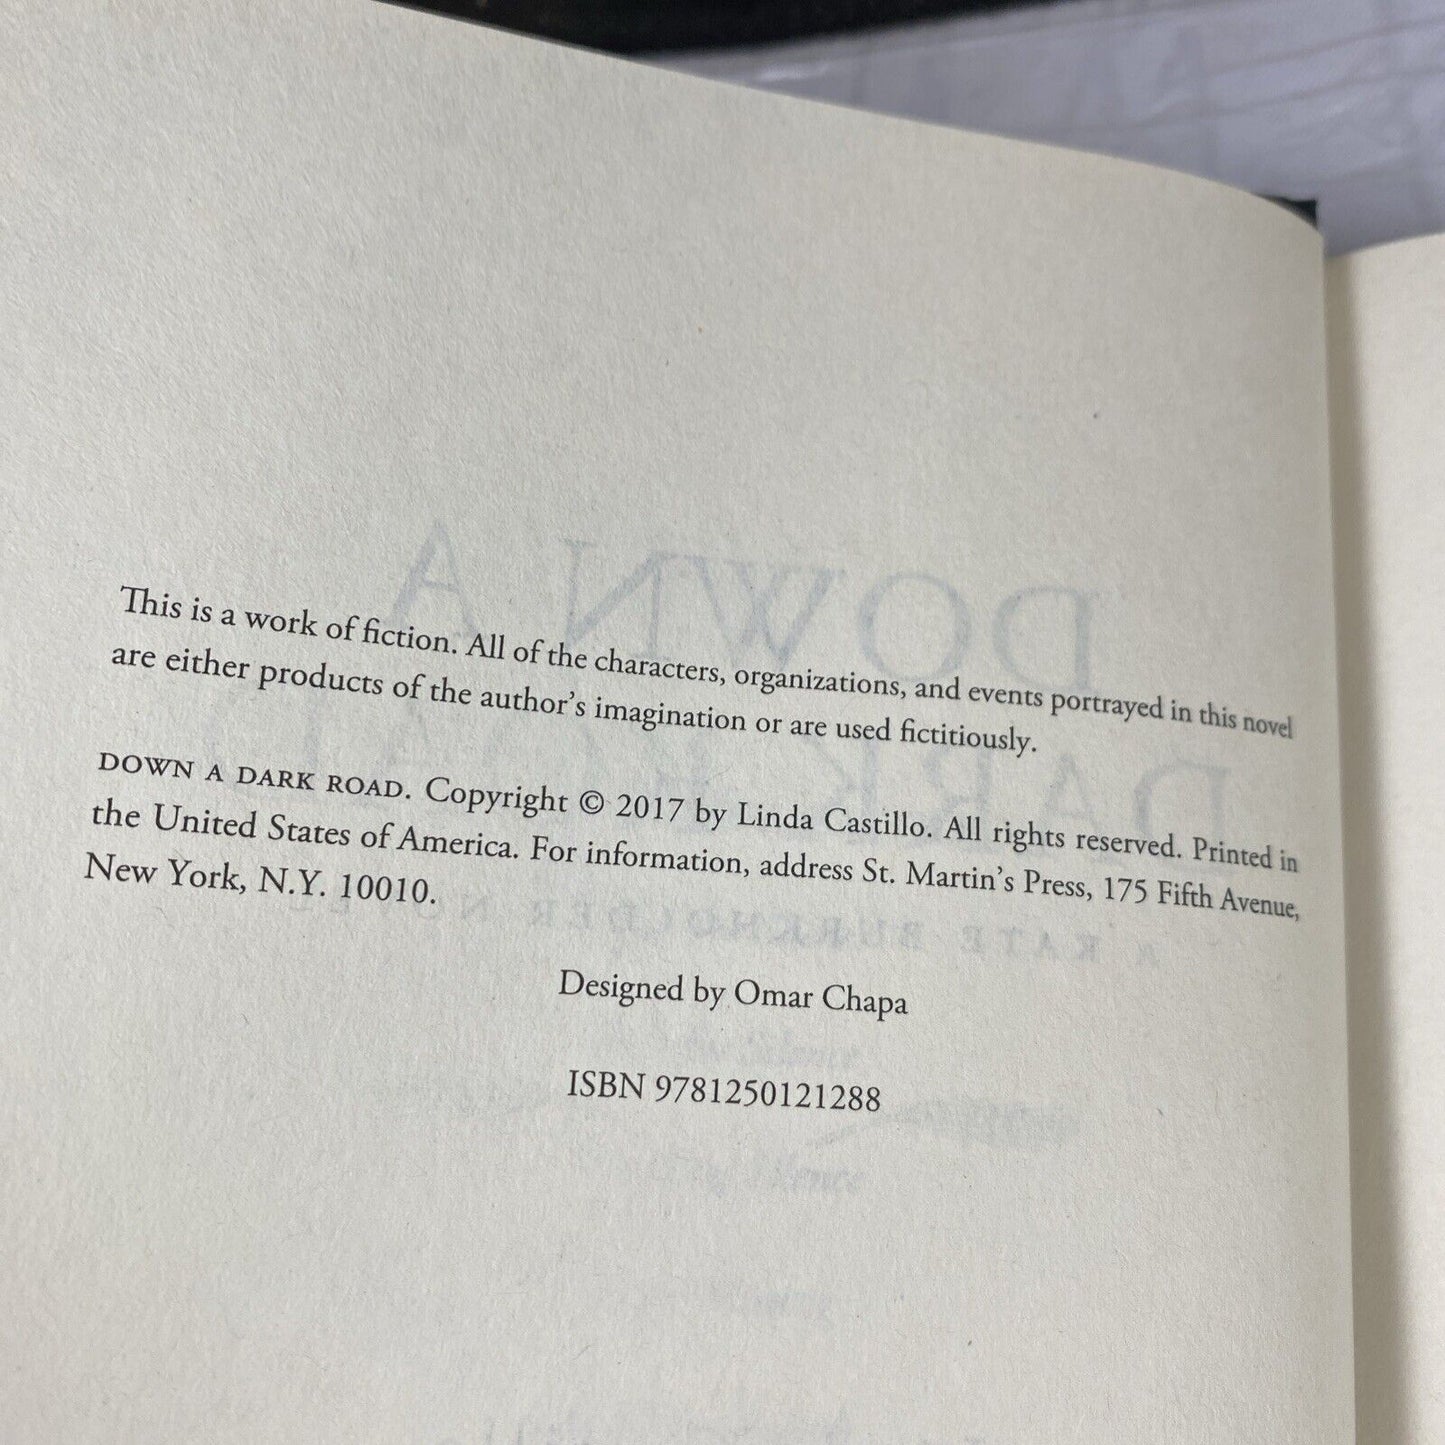 This is a work of fiction. All of the characters, organizations, and events portrayed in this novel
are either products of the author's imagination or are used fictitiously.
DOWN A DARK ROAD. Copyright © 2017 by Linda Castillo. All rights reserved. Printed in
the United States of America. For information, address St. Martin's Press, 175 Fifth Avenue,
New York, N.Y. 10010.
Designed by Omar Chapa
ISBN 9781250121288